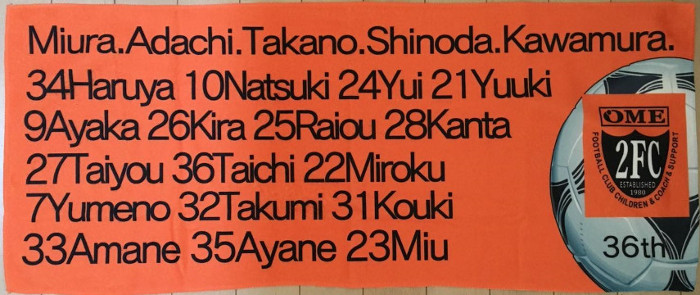 Miura.Adachi.Takano.Shinoda.Kawamura.
34Haruya 10Natsuki 24Yui 21Yuuki
9Ayaka 26Kira 25Raiou 28Kanta
27Taiyou 36Taichi 22Miroku
7Yumeno 32Takumi 31Kouki
33Amane 35Ayane 23Miu
OME
2FC
ESTABLISHED
1980
FOOTBALL CLUB CHILDREN & COACH & SUPPORT
36th